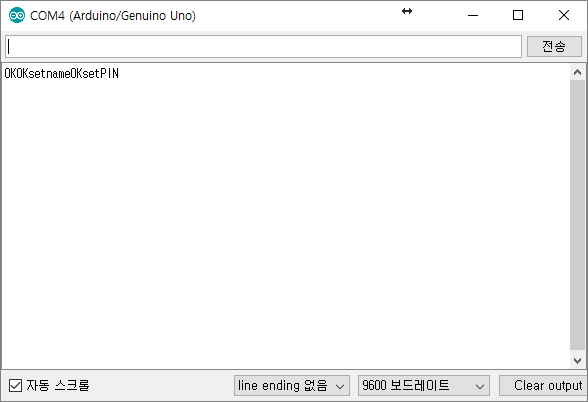 COM4 (Arduino/Genuino Uno)
전송
OKOKsetnameOKsetPIN
자동 스크롤
line ending 없음
9600 보드레이트
Clear output